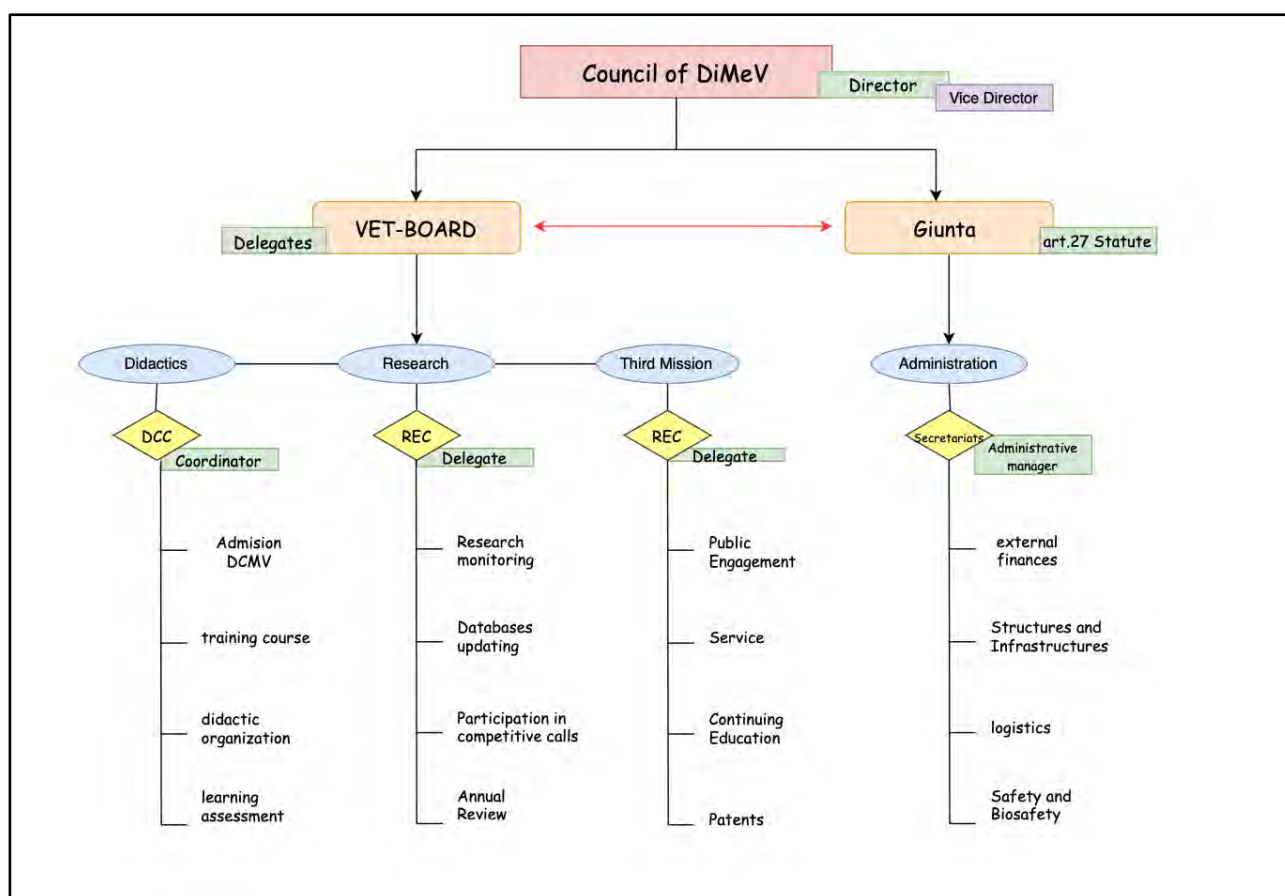 Council of DiMeV
Director
Vice Director
VET-BOARD
Delegates
Giunta
art.27 Statute
Didactics
Research
Third Mission
Administration
DCC
Coordinator
REC
Delegate
REC
Delegate
Secretariats
Administrative
manager
Admision
DCMV
training course
didactic
organization
learning
assessment
Research
monitoring
Databases
updating
Participation in
competitive calls
Annual
Review
Public
Engagement
Service
Continuing
Education
Patents
external
finances
Structures and
Infrastructures
logistics
Safety and
Biosafety